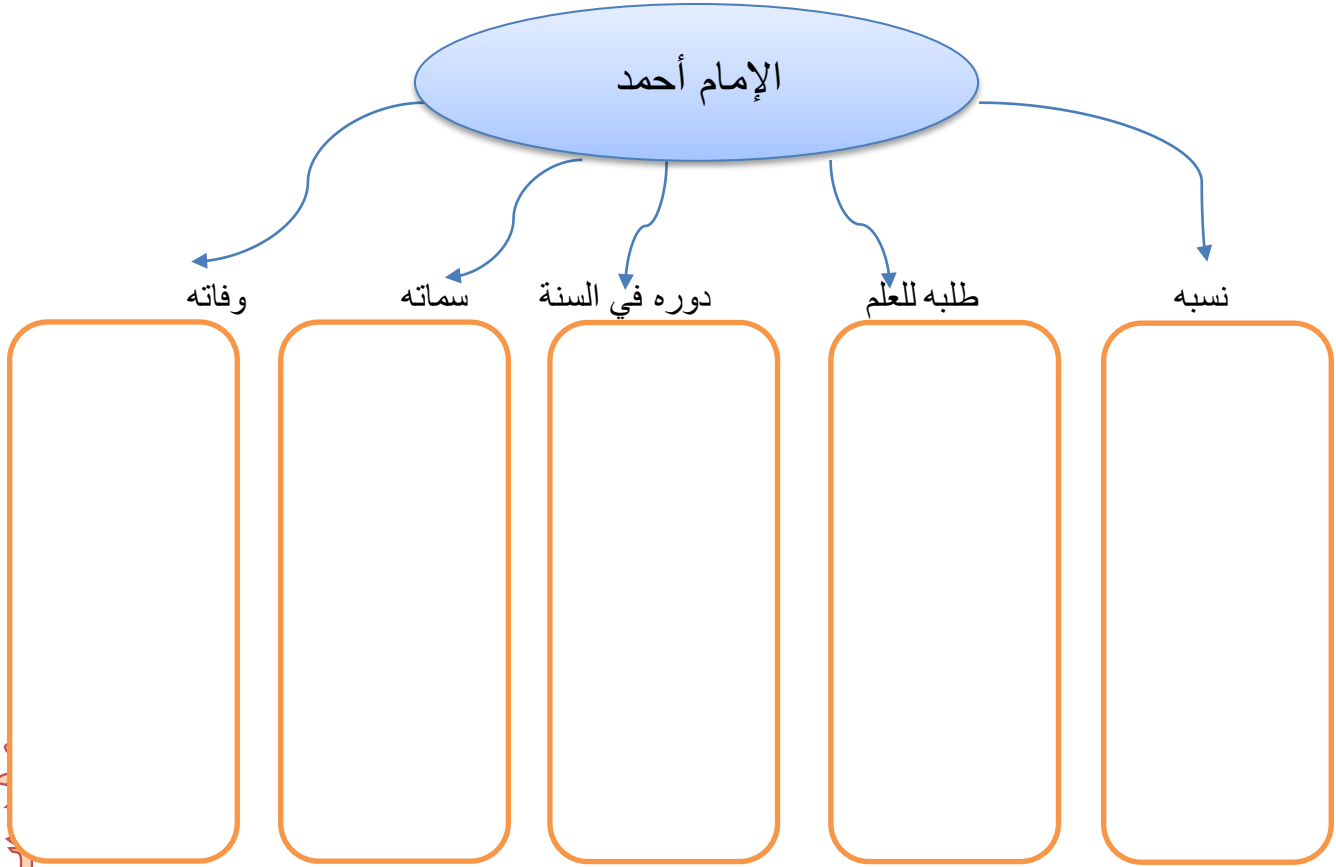 الإمام أحمد
نسبه
طلبه للعلم
دوره في السنة
سماته
وفاته